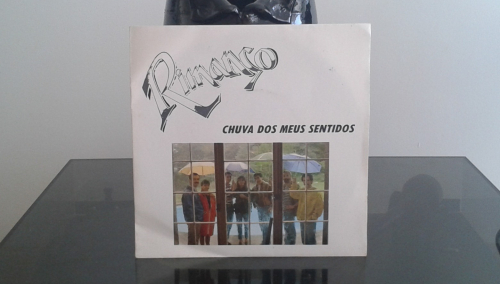 Rimanço
CHUVA DOS MEUS SENTIDOS